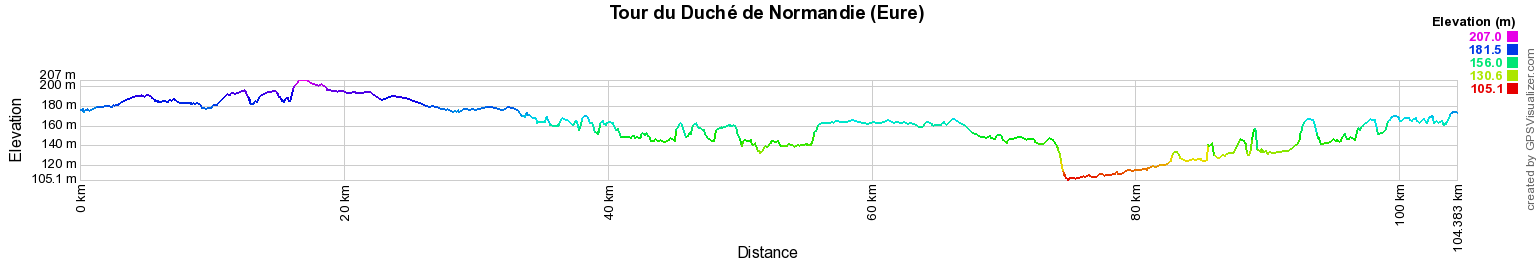 Tour du Duché de Normandie (Eure)
Elevation (m)
207.0
181.5
156.0
130.6
105.1
207 m
200 m
180 m
160 m
140 m
120 m
105.1 m
Elevation
0 km
20 km
40 km
60 km
80 km
100 km
104.383 km
Distance
created by GPSVisualizer.com